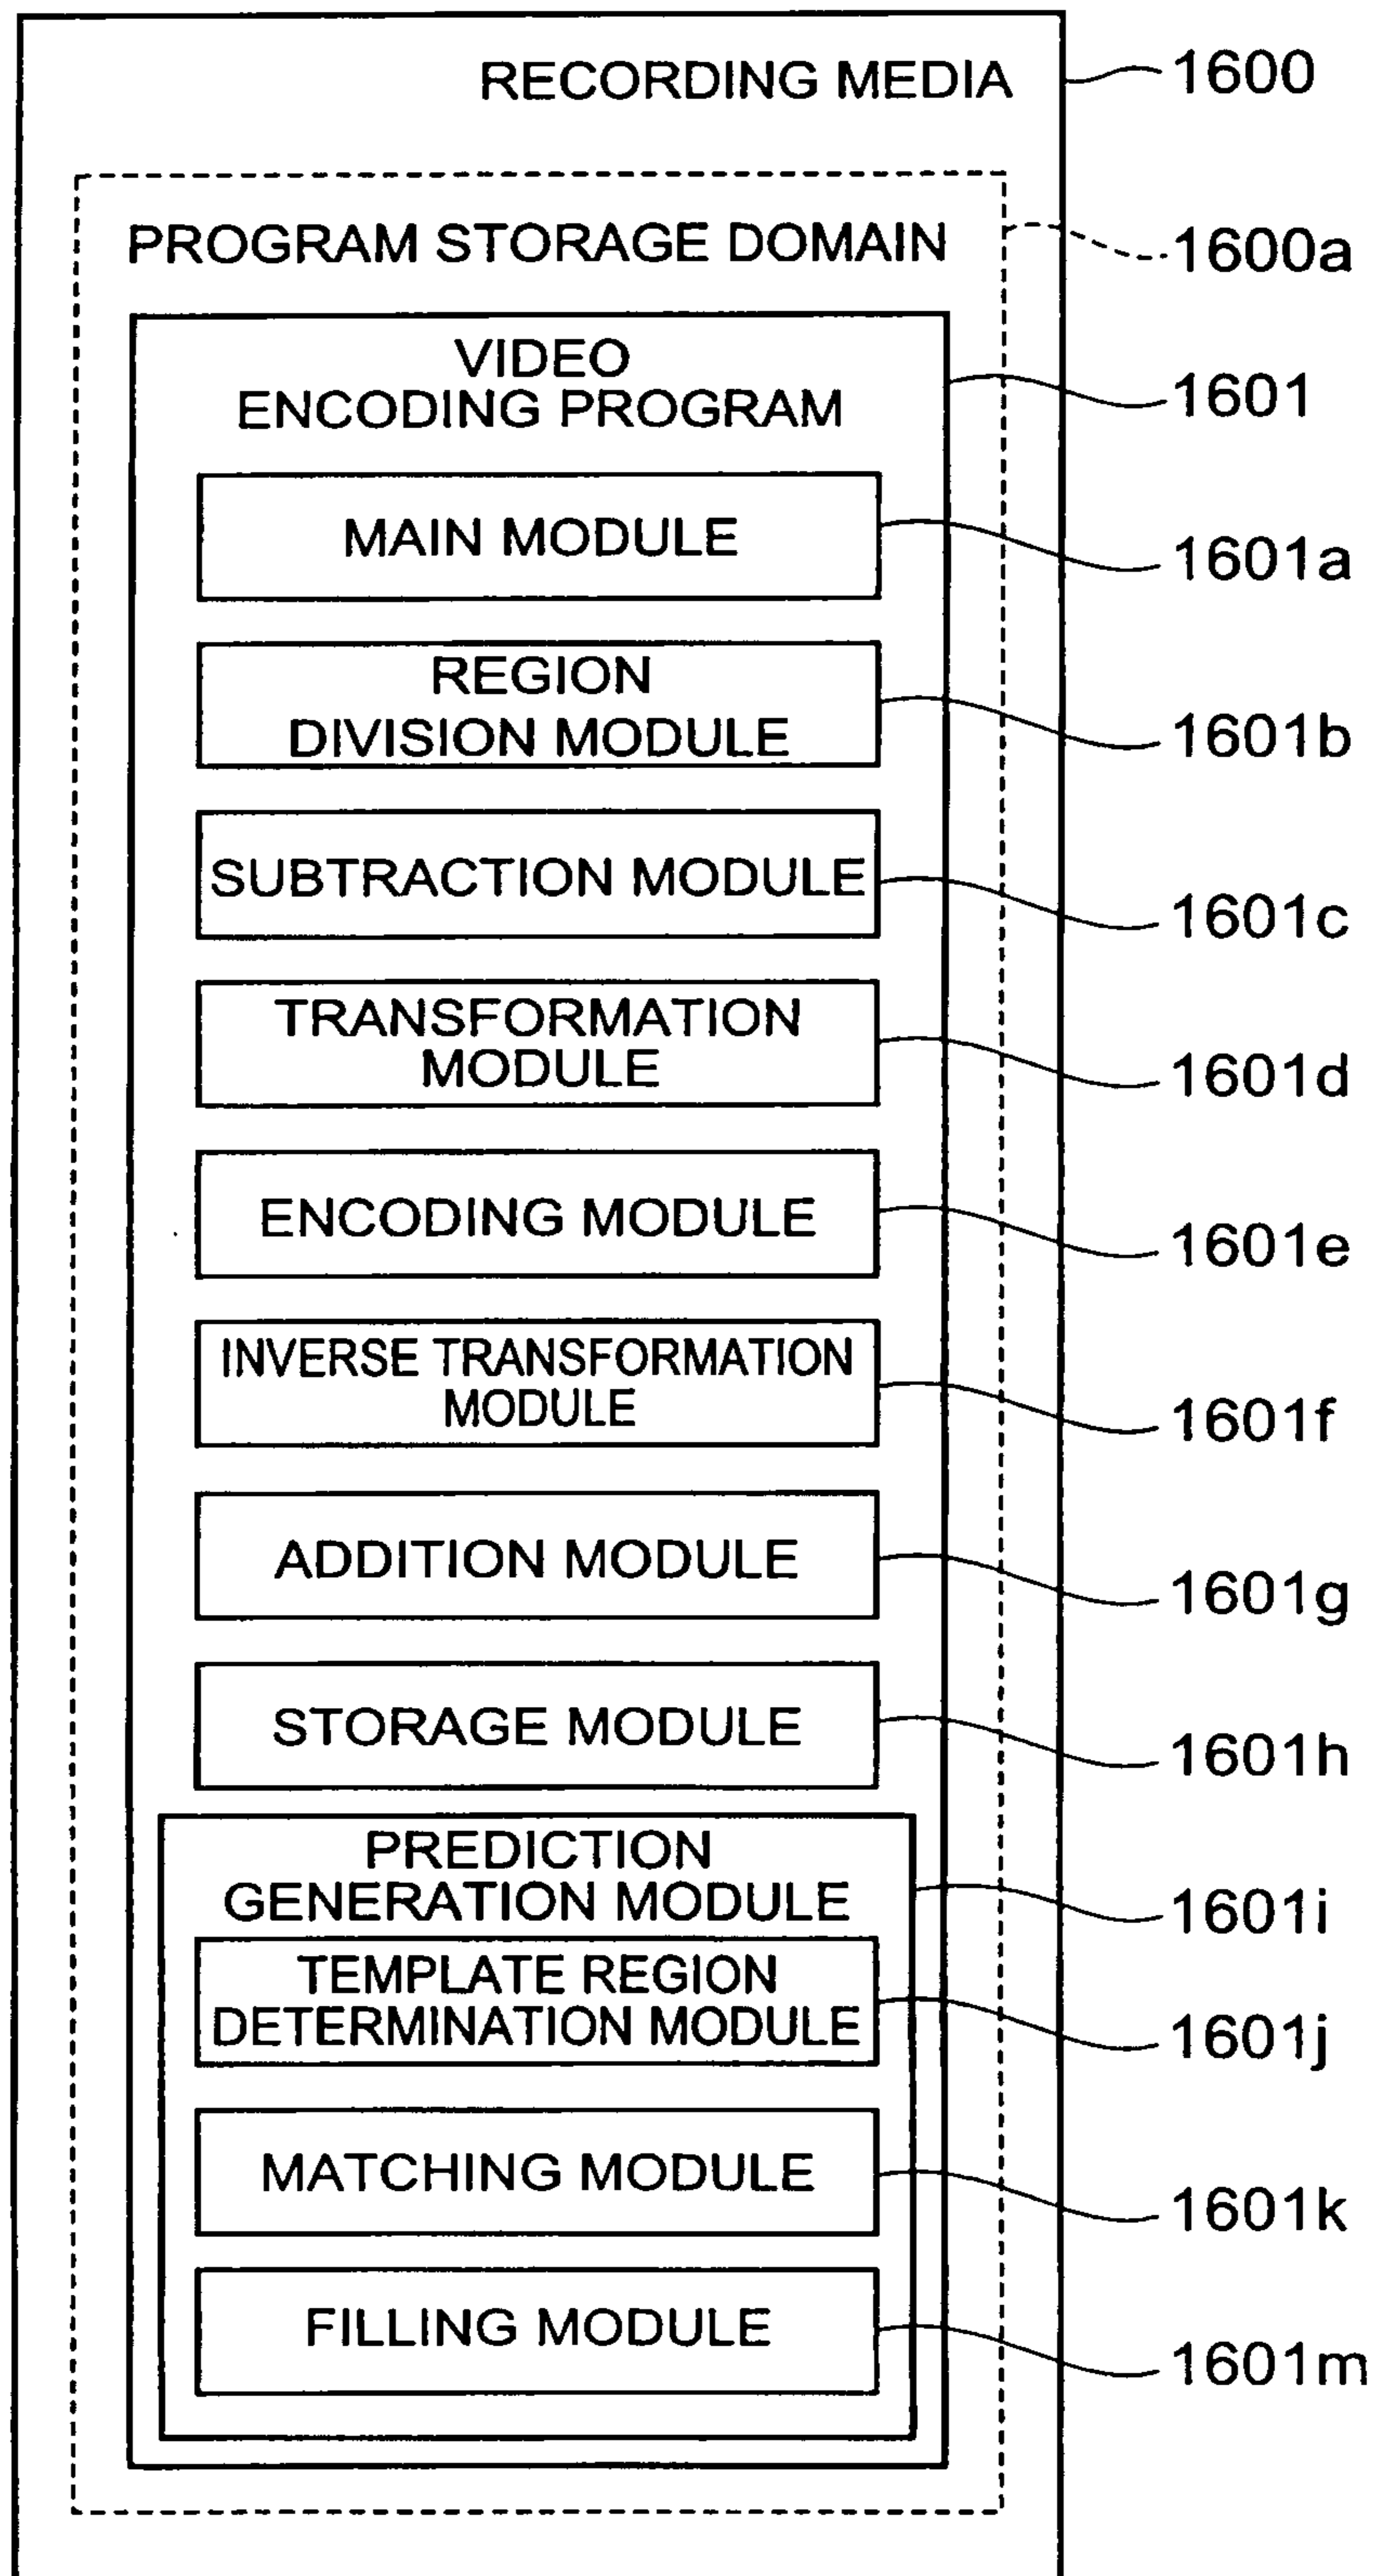 RECORDING MEDIA
1600
PROGRAM STORAGE DOMAIN
1600a
VIDEO
ENCODING PROGRAM
1601
MAIN MODULE
1601a
REGION
DIVISION MODULE
1601b
SUBTRACTION MODULE
1601c
TRANSFORMATION
MODULE
1601d
ENCODING MODULE
1601e
INVERSE TRANSFORMATION
MODULE
1601f
ADDITION MODULE
1601g
STORAGE MODULE
1601h
PREDICTION
GENERATION MODULE
1601i
TEMPLATE REGION
DETERMINATION MODULE
1601j
MATCHING MODULE
1601k
FILLING MODULE
1601m